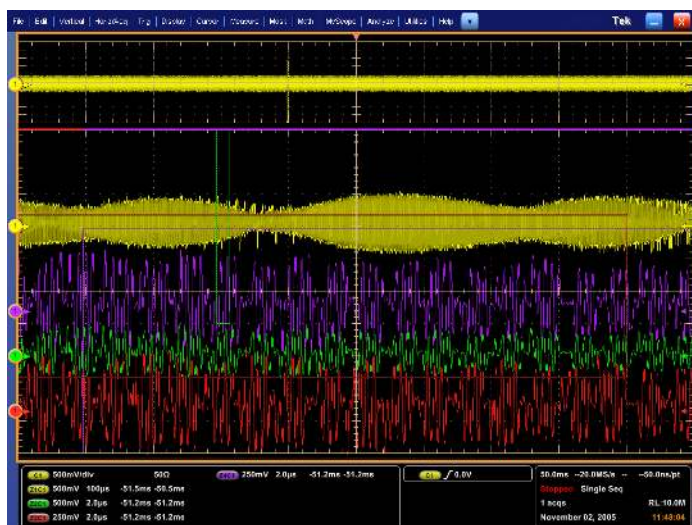 File Edit Vertical Horiz/Acq Trig Display Cursor Measure Mask Math MyScope Analyze Utilities Help Tek
C1 500mV/div 50Ω
500mV 100µs -51.5ms -50.5ms
500mV 2.0µs -51.2ms -51.2ms
250mV 2.0µs -51.2ms -51.2ms
250mV 2.0µs -51.2ms -51.2ms
C1 0.0V
50.0ms 20.0MS/s 50.0ns/pt
Stopped Single Seq
1 acqs RL:10.0M
November 02, 2005 11:43:04